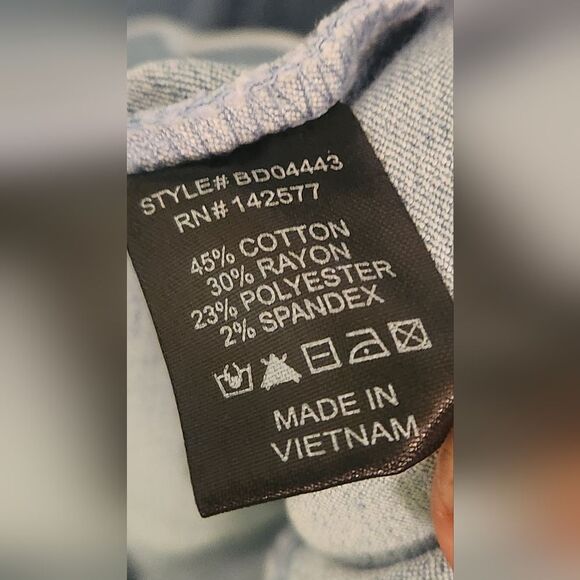 STYLE# BD04443
RN# 142577
45% COTTON
30% RAYON
23% POLYESTER
2% SPANDEX
MADE IN
VIETNAM